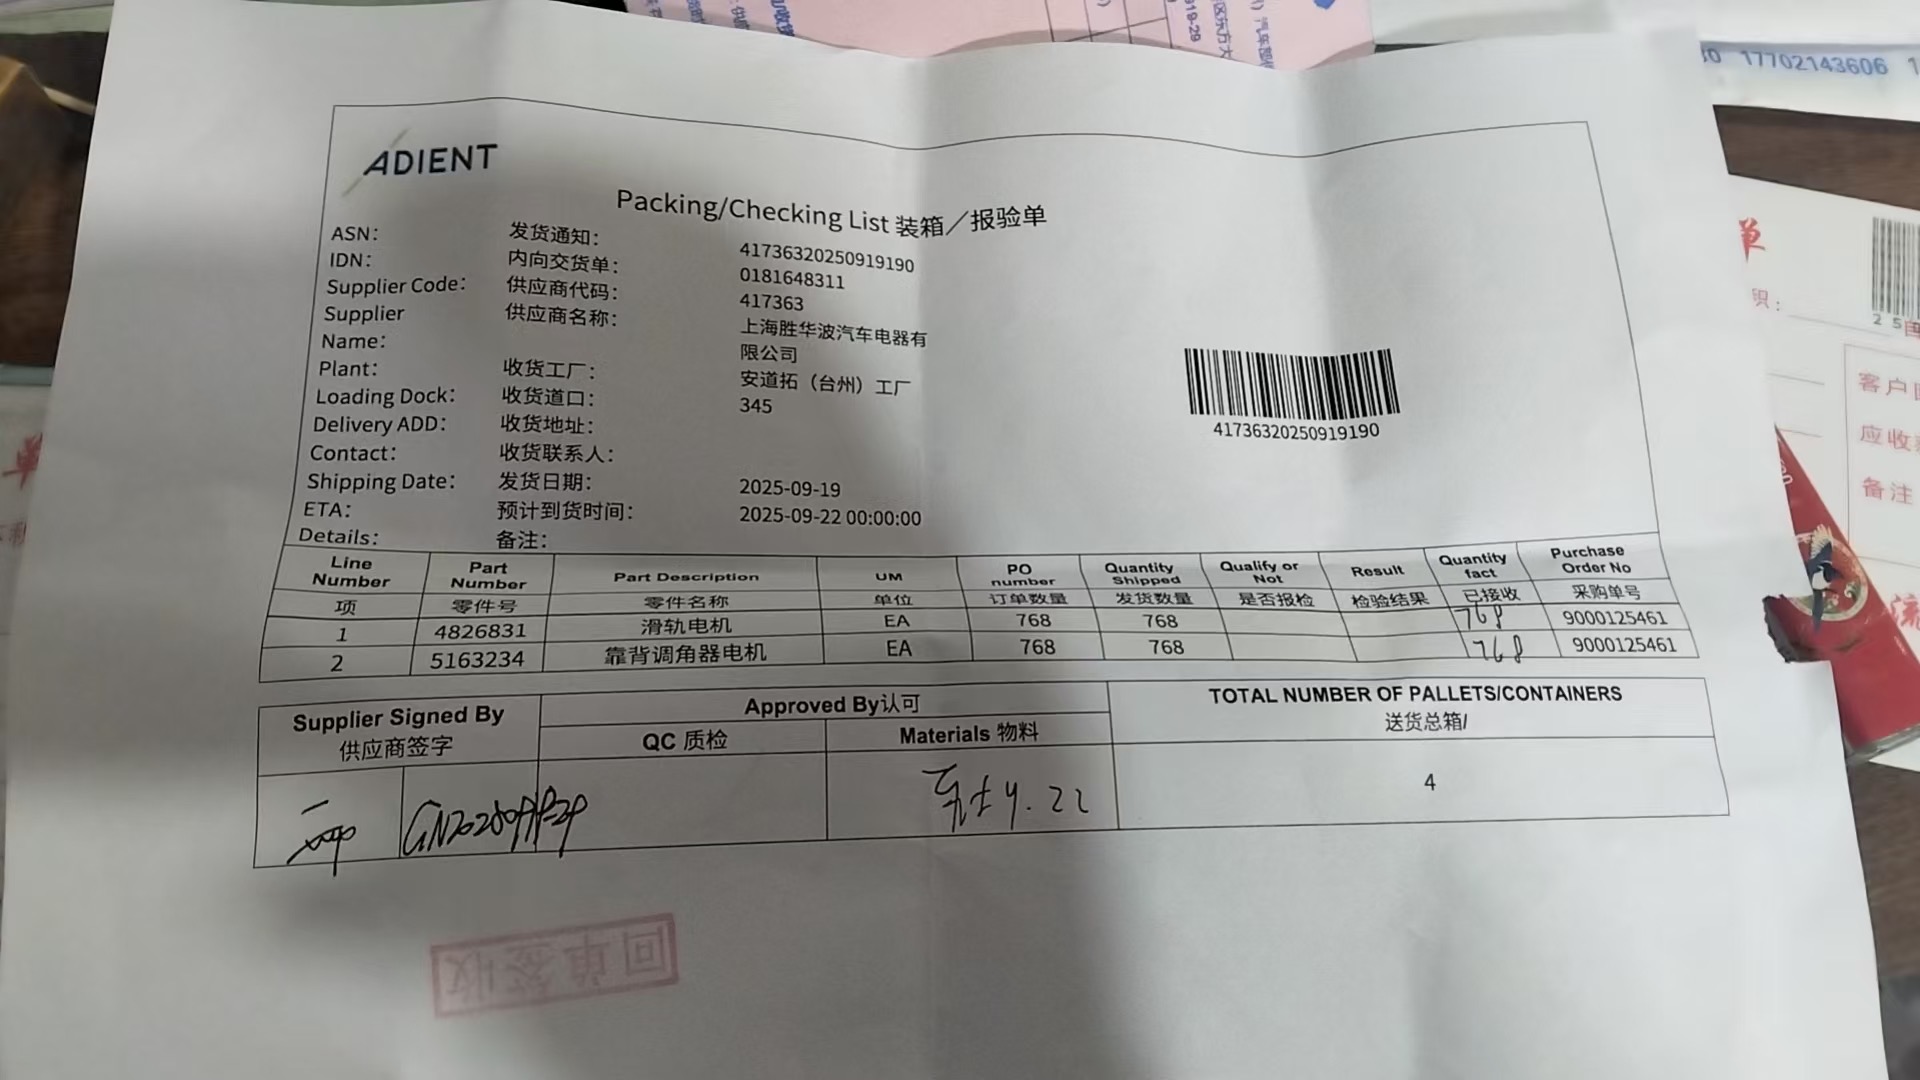 17702143606
ADIENT
Packing/Checking List 装箱／报验单
ASN: 发货通知: 41736320250919190
IDN: 内向交货单: 0181648311
Supplier Code: 供应商代码: 417363
Supplier Name: 供应商名称: 上海胜华波汽车电器有
限公司
Plant: 收货工厂: 安道拓（台州）工厂
Loading Dock: 收货道口: 345
Delivery ADD: 收货地址:
Contact: 收货联系人:
Shipping Date: 发货日期: 2025-09-19
ETA: 预计到货时间: 2025-09-22 00:00:00
Details: 备注:
41736320250919190
Line Number Part Number Part Description UM PO number Quantity Shipped Qualify or Not Result Quantity fact Purchase Order No
项 零件号 零件名称 单位 订单数量 发货数量 是否报检 检验结果 已接收 采购单号
1 4826831 滑轨电机 EA 768 768 768 9000125461
2 5163234 靠背调角器电机 EA 768 768 768 9000125461
Supplier Signed By
供应商签字
Approved By认可
QC 质检
Materials 物料
TOTAL NUMBER OF PALLETS/CONTAINERS
送货总箱/
9.22
4
回单签收
单
客户
应收
备注